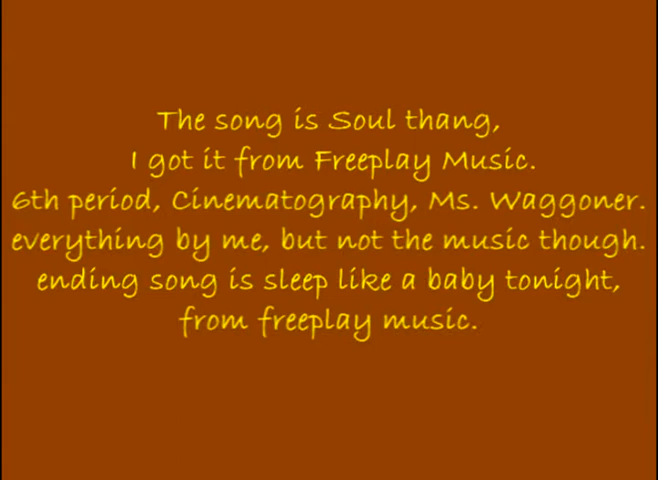 The song is Soul thang,
I got it from Freeplay Music.
6th period, Cinematography, Ms. Waggoner.
everything by me, but not the music though.
ending song is sleep like a baby tonight,
from freeplay music.